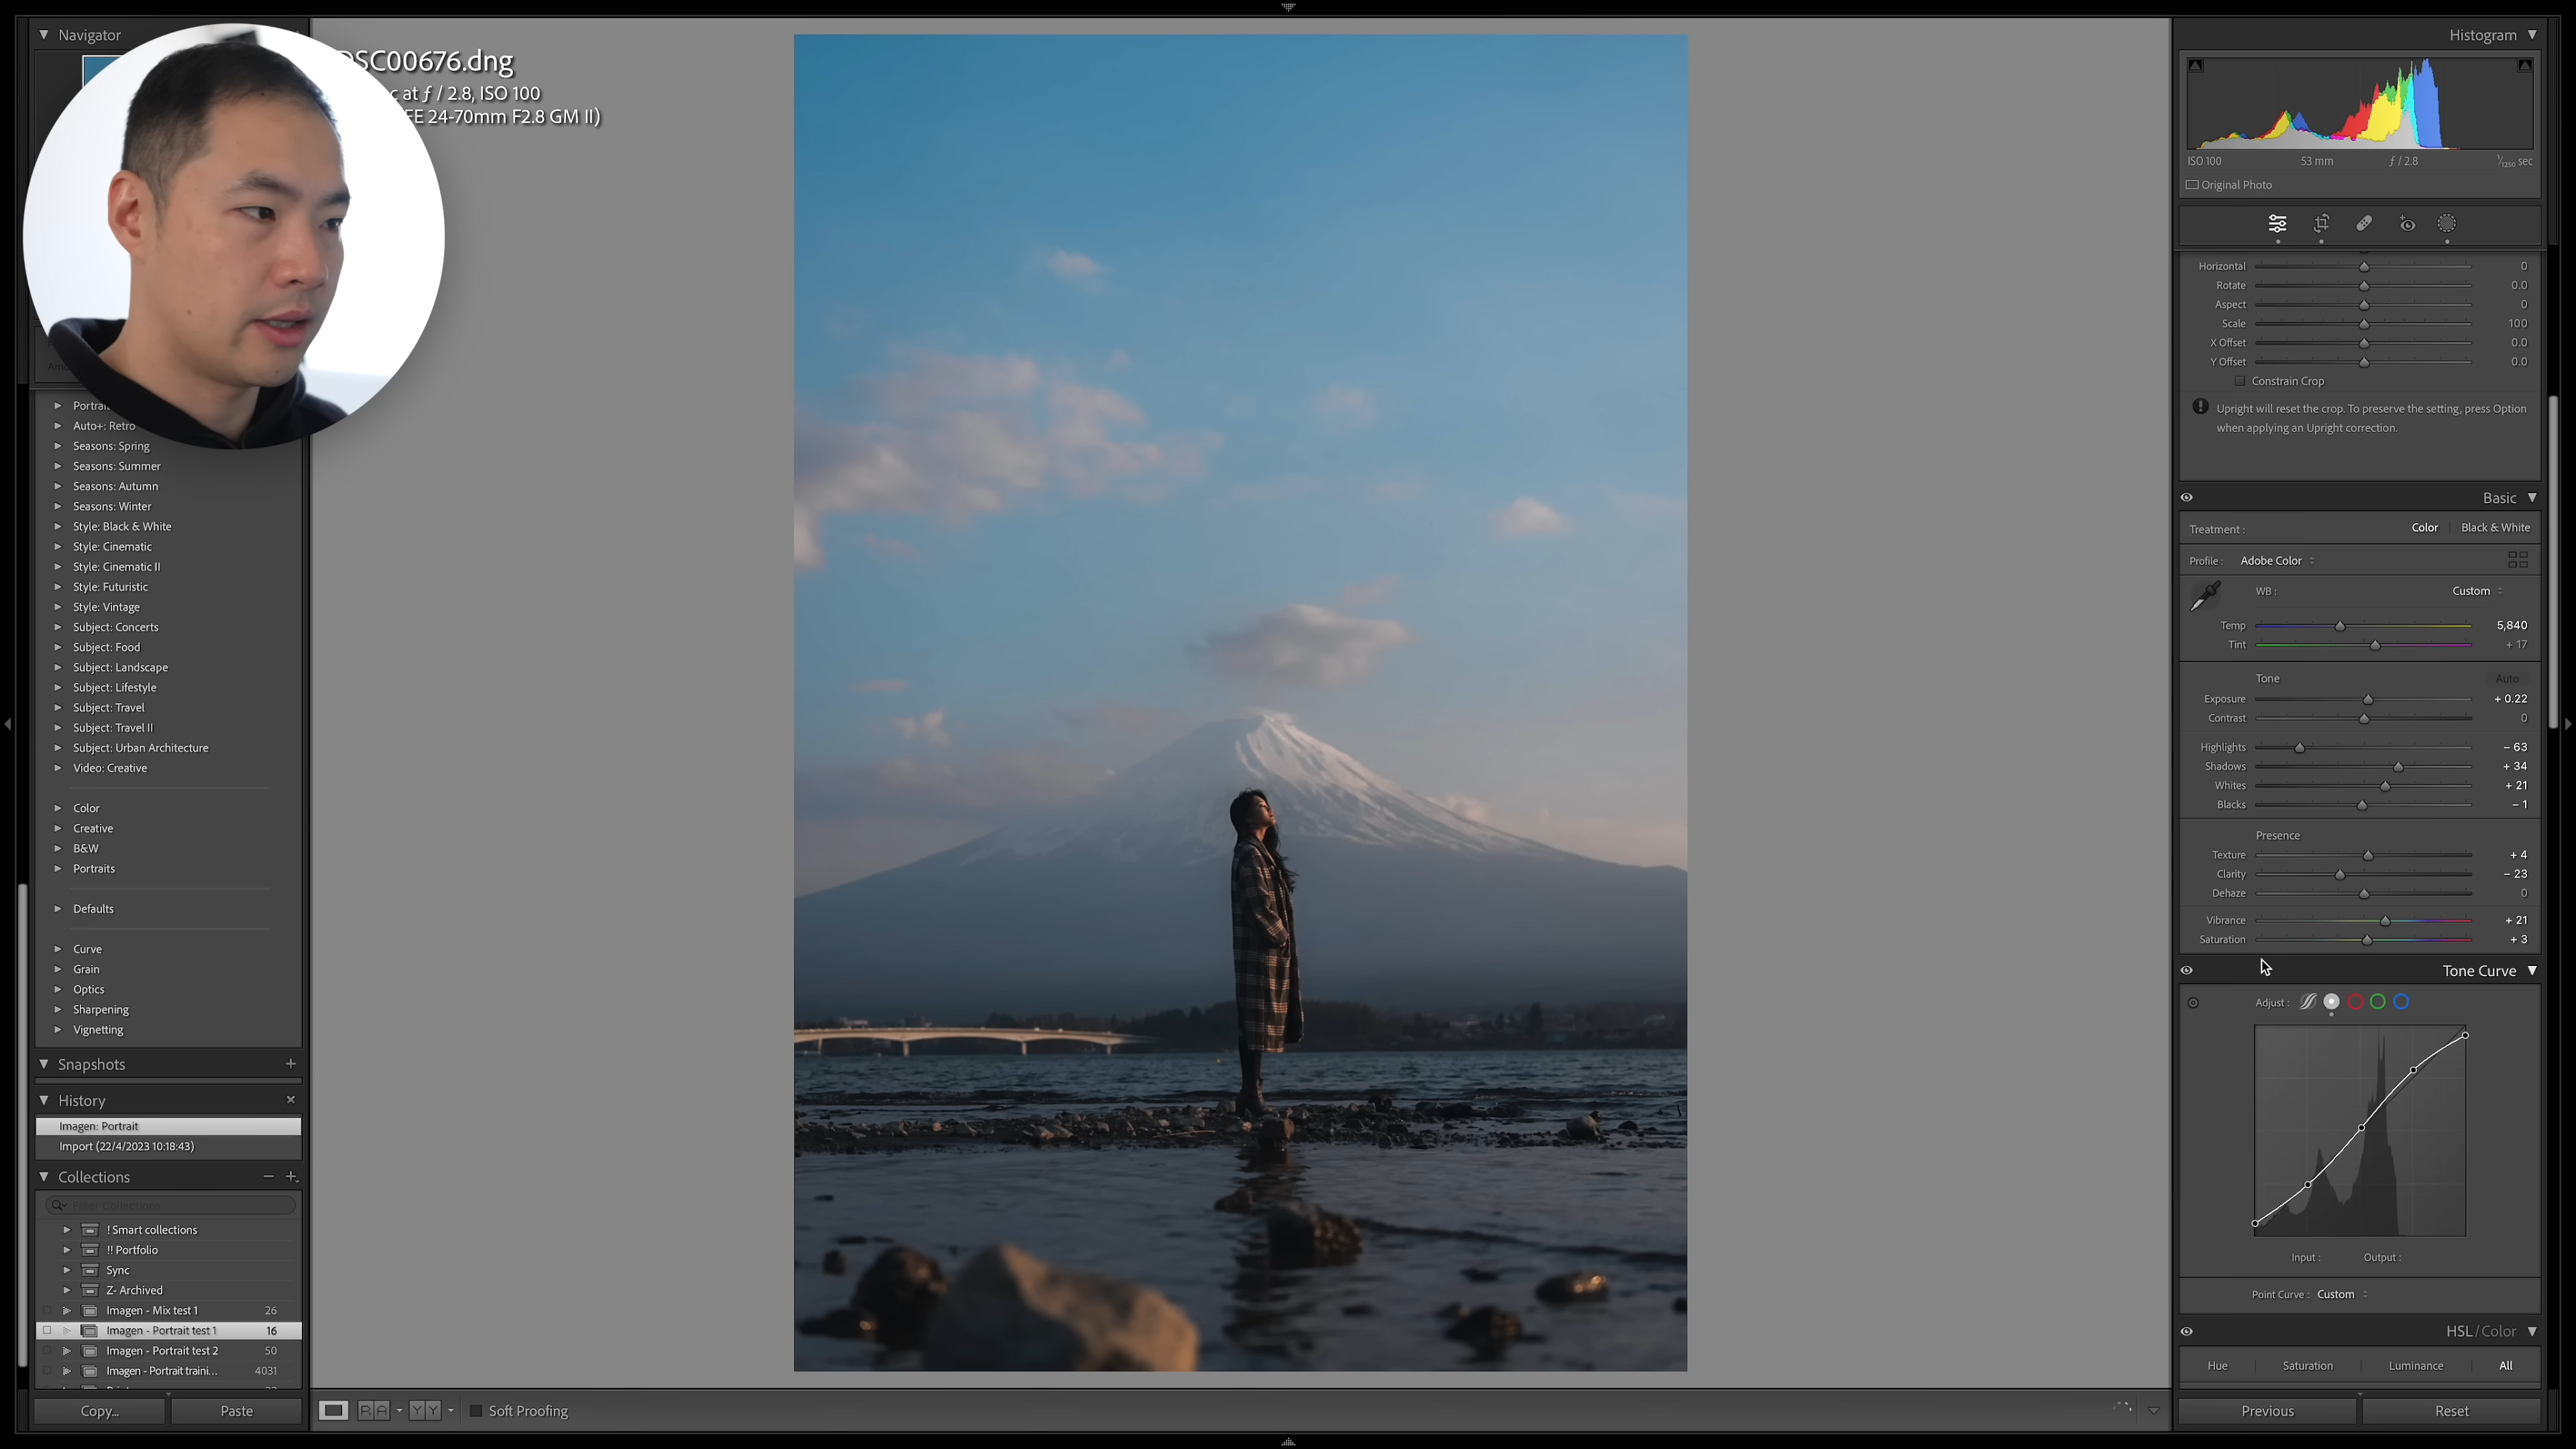 Navigator
DSC00676.dng
c at ƒ / 2.8, ISO 100
FE 24-70mm F2.8 GM II)
Auto+: Retro
Seasons: Spring
Seasons: Summer
Seasons: Autumn
Seasons: Winter
Style: Black & White
Style: Cinematic
Style: Cinematic II
Style: Futuristic
Style: Vintage
Subject: Concerts
Subject: Food
Subject: Landscape
Subject: Lifestyle
Subject: Travel
Subject: Travel II
Subject: Urban Architecture
Video: Creative
Color
Creative
B&W
Portraits
Defaults
Curve
Grain
Optics
Sharpening
Vignetting
Snapshots +
History ×
Imagen: Portrait
Import (22/4/2023 10:18:43)
Collections − +
Filter Collections
! Smart collections
!! Portfolio
Sync
Z- Archived
Imagen - Mix test 1 26
Imagen - Portrait test 1 16
Imagen - Portrait test 2 50
Imagen - Portrait traini... 4031
Copy... Paste
R A Y Y Soft Proofing
Histogram
ISO 100 53 mm ƒ / 2.8 1/1250 sec
Original Photo
Horizontal 0
Rotate 0.0
Aspect 0
Scale 100
X Offset 0.0
Y Offset 0.0
Constrain Crop
Upright will reset the crop. To preserve the setting, press Option
when applying an Upright correction.
Basic
Treatment : Color Black & White
Profile : Adobe Color
WB : Custom
Temp 5,840
Tint + 17
Tone Auto
Exposure + 0.22
Contrast 0
Highlights − 63
Shadows + 34
Whites + 21
Blacks − 1
Presence
Texture + 4
Clarity − 23
Dehaze 0
Vibrance + 21
Saturation + 3
Tone Curve
Adjust :
Input : Output :
Point Curve : Custom
HSL / Color
Hue Saturation Luminance All
Previous Reset